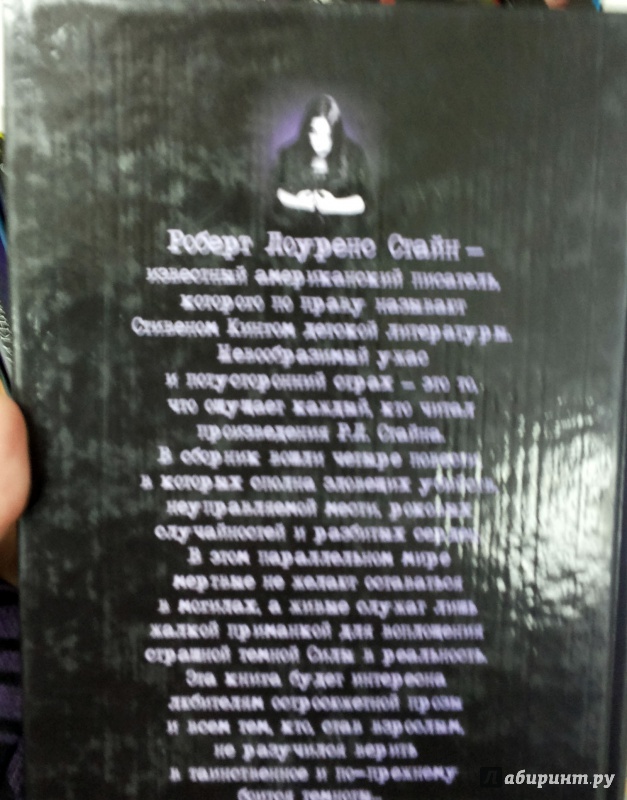 Роберт Лоуренс Стайн –
известный американский писатель,
которого по праву называют
Стивеном Кингом детской литературы.
Невообразимый ужас
и потусторонний страх – это то,
что ощущает каждый, кто читал
произведения Р.Л. Стайна.
В сборник вошли четыре повести,
в которых сполна зловещих
неуправляемой мести, роковых
случайностей и разбитых сердец.
В этом параллельном мире
мертвые не желают оставаться
в могилах, а живые служат лишь
жалкой приманкой для воплощения
страшной темной Силы в реальность.
Эта книга будет интересна
любителям остросюжетной прозы
и всем тем, кто, став взрослым,
не разучился верить
в таинственное и по-прежнему
боится темноты...
Лабиринт.ру